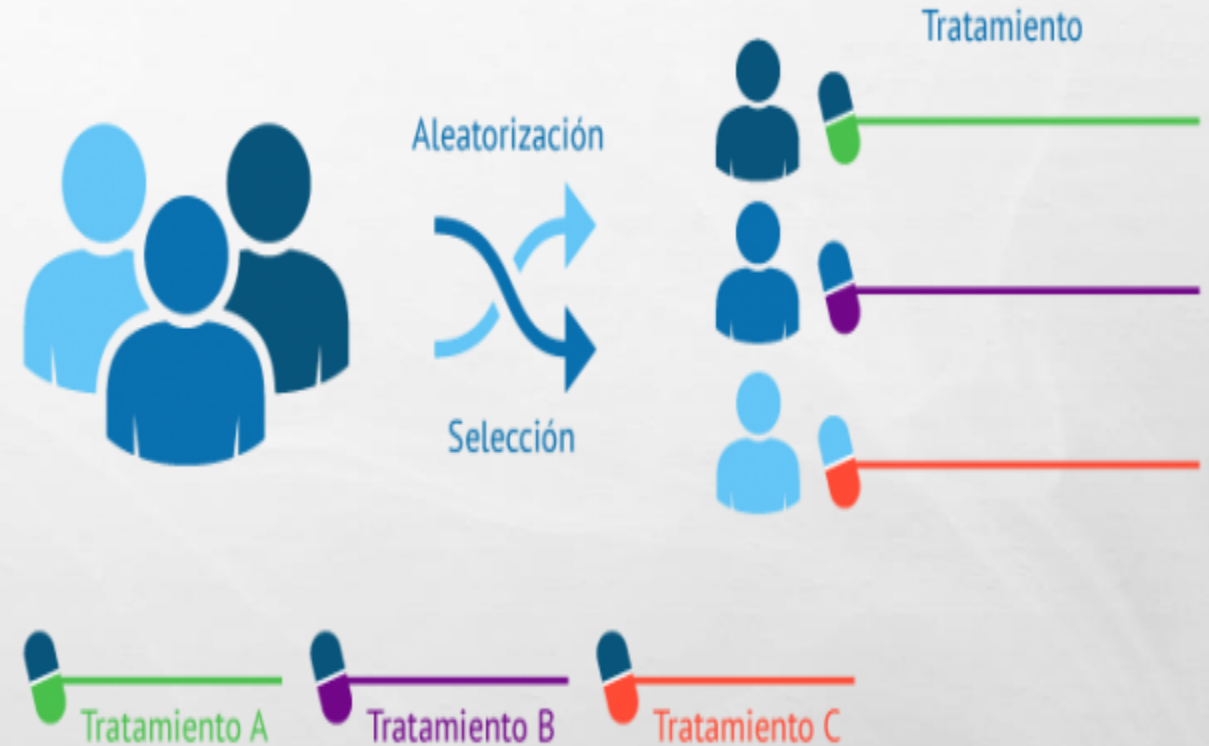 Tratamiento
Aleatorización
Selección
Tratamiento A
Tratamiento B
Tratamiento C